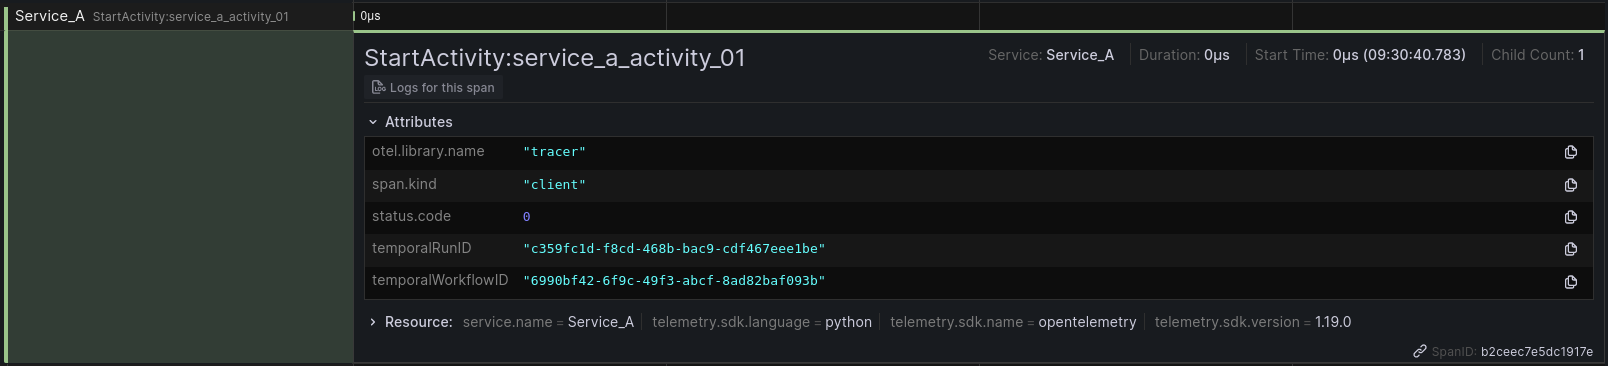 Service_A StartActivity:service_a_activity_01 0μs
StartActivity:service_a_activity_01 Service: Service_A Duration: 0μs Start Time: 0μs (09:30:40.783) Child Count: 1
Logs for this span
Attributes
otel.library.name "tracer"
span.kind "client"
status.code 0
temporalRunID "c359fc1d-f8cd-468b-bac9-cdf467eee1be"
temporalWorkflowID "6990bf42-6f9c-49f3-abcf-8ad82baf093b"
Resource: service.name = Service_A telemetry.sdk.language = python telemetry.sdk.name = opentelemetry telemetry.sdk.version = 1.19.0
SpanID: b2ceec7e5dc1917e